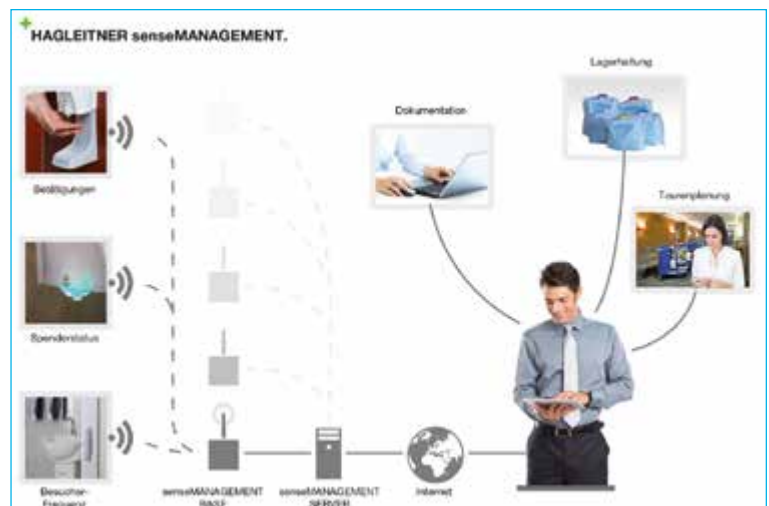 HAGLEITNER senseMANAGEMENT.
Lagerhaltung
Dokumentation
Tourenplanung
Betätigungen
Spenderstatus
Besucher-
Frequenz
senseMANAGEMENT
BASE
senseMANAGEMENT
SERVER
Internet